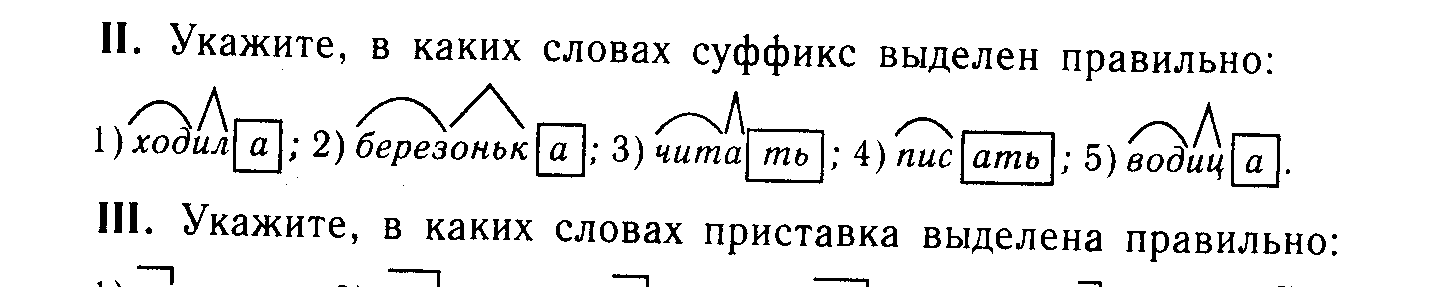 II. Укажите, в каких словах суффикс выделен правильно:
1) ходила; 2) березонька; 3) читать; 4) писать; 5) водица.
III. Укажите, в каких словах приставка выделена правильно: